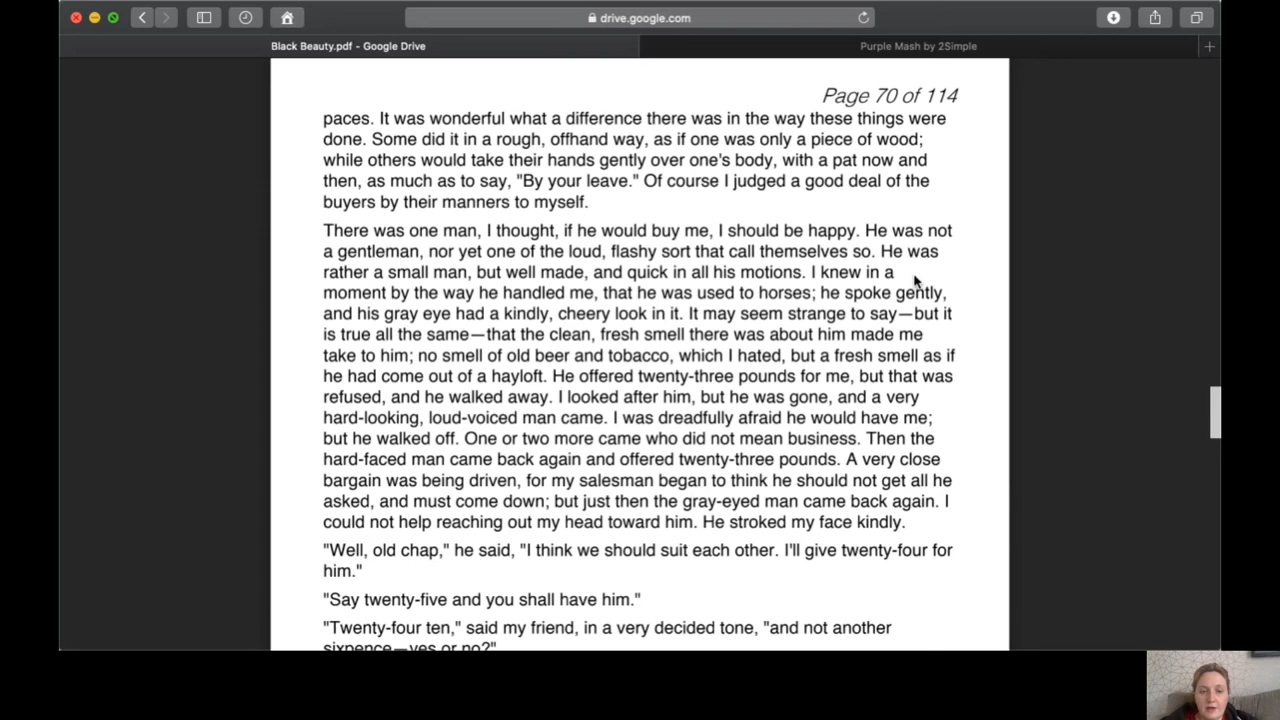 drive.google.com
Black Beauty.pdf - Google Drive
Purple Mash by 2Simple
Page 70 of 114
paces. It was wonderful what a difference there was in the way these things were
done. Some did it in a rough, offhand way, as if one was only a piece of wood;
while others would take their hands gently over one's body, with a pat now and
then, as much as to say, "By your leave." Of course I judged a good deal of the
buyers by their manners to myself.
There was one man, I thought, if he would buy me, I should be happy. He was not
a gentleman, nor yet one of the loud, flashy sort that call themselves so. He was
rather a small man, but well made, and quick in all his motions. I knew in a
moment by the way he handled me, that he was used to horses; he spoke gently,
and his gray eye had a kindly, cheery look in it. It may seem strange to say—but it
is true all the same—that the clean, fresh smell there was about him made me
take to him; no smell of old beer and tobacco, which I hated, but a fresh smell as if
he had come out of a hayloft. He offered twenty-three pounds for me, but that was
refused, and he walked away. I looked after him, but he was gone, and a very
hard-looking, loud-voiced man came. I was dreadfully afraid he would have me;
but he walked off. One or two more came who did not mean business. Then the
hard-faced man came back again and offered twenty-three pounds. A very close
bargain was being driven, for my salesman began to think he should not get all he
asked, and must come down; but just then the gray-eyed man came back again. I
could not help reaching out my head toward him. He stroked my face kindly.
"Well, old chap," he said, "I think we should suit each other. I'll give twenty-four for
him."
"Say twenty-five and you shall have him."
"Twenty-four ten," said my friend, in a very decided tone, "and not another
sixpence—yes or no?"